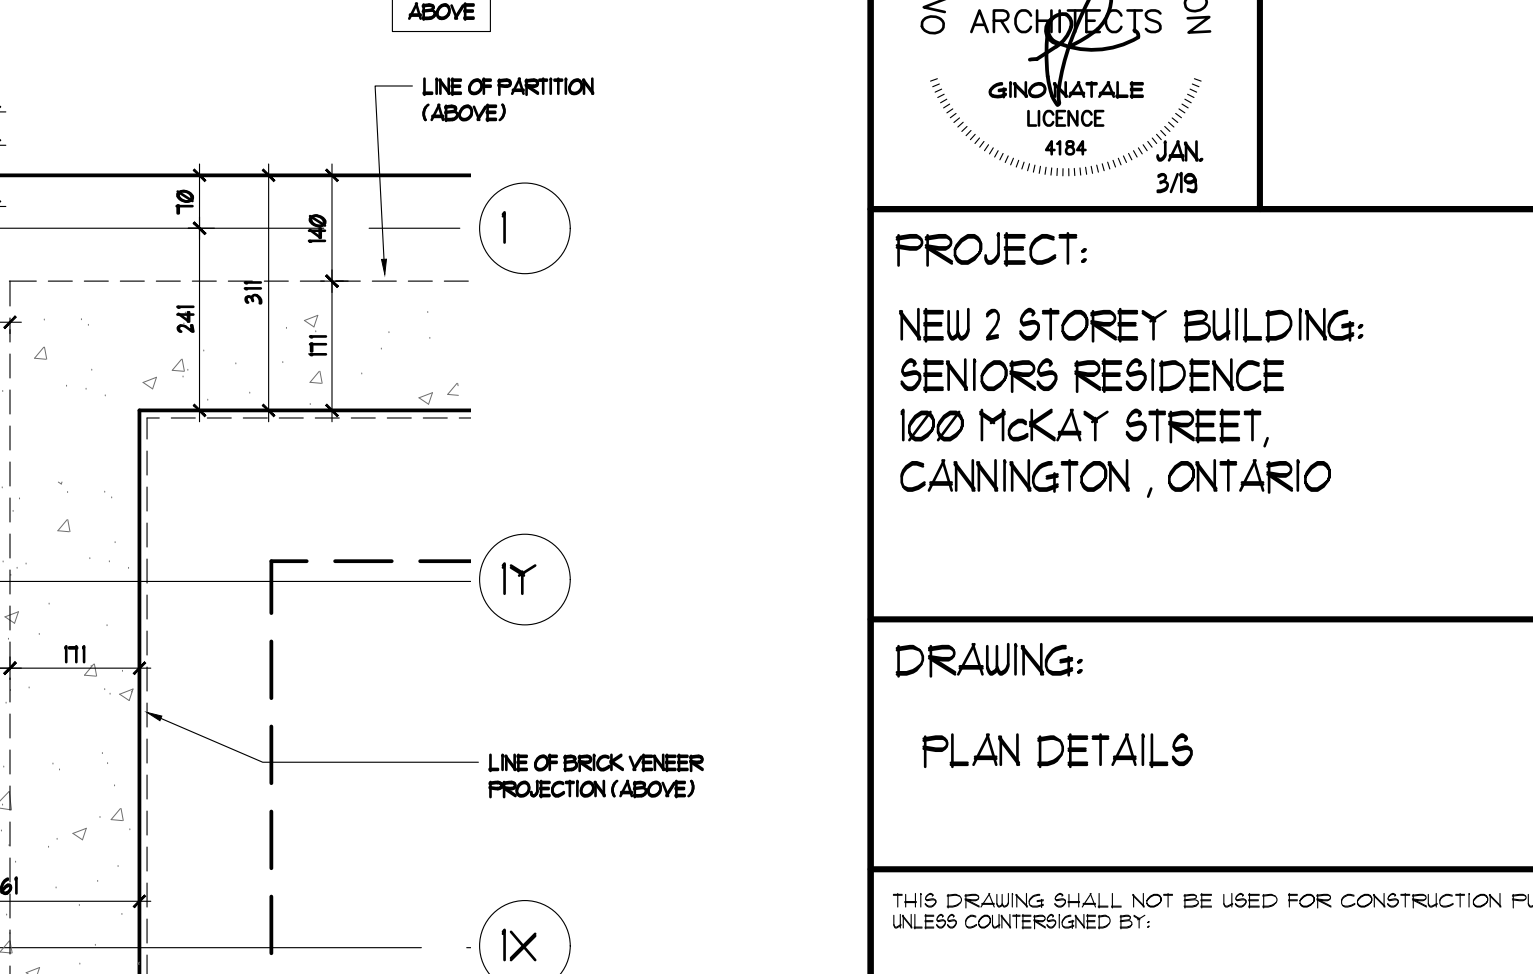 ABOVE
LINE OF PARTITION
(ABOVE)
70
140
241
311
171
1
1Y
171
LINE OF BRICK VENEER
PROJECTION (ABOVE)
61
1X
ARCHITECTS
GINO NATALE
LICENCE
4184
JAN.
3/19
PROJECT:
NEW 2 STOREY BUILDING:
SENIORS RESIDENCE
100 McKAY STREET,
CANNINGTON , ONTARIO
DRAWING:
PLAN DETAILS
THIS DRAWING SHALL NOT BE USED FOR CONSTRUCTION PU
UNLESS COUNTERSIGNED BY: